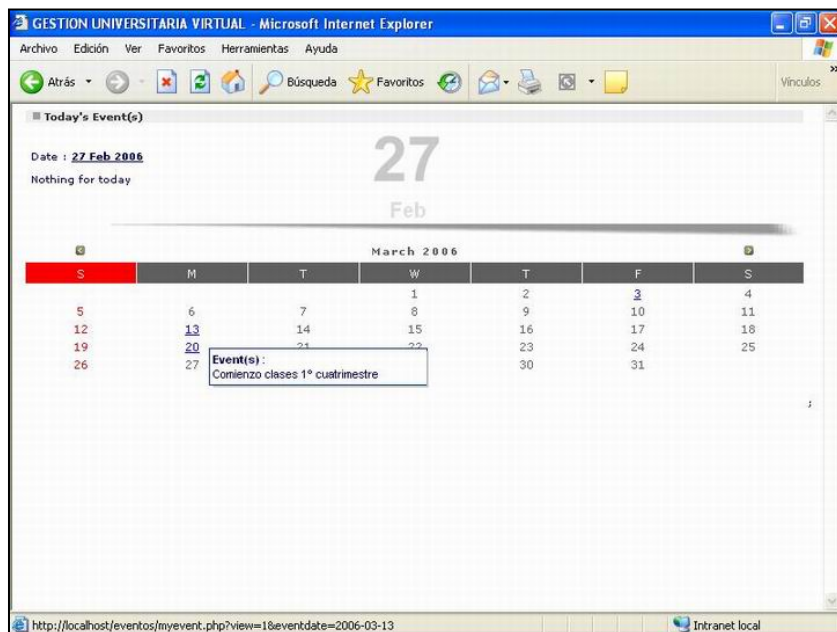 GESTION UNIVERSITARIA VIRTUAL - Microsoft Internet Explorer
Archivo Edición Ver Favoritos Herramientas Ayuda
Atrás Búsqueda Favoritos Vínculos »
Today's Event(s)
Date : 27 Feb 2006
Nothing for today
27
Feb
March 2006
S M T W T F S
1 2 3 4
5 6 7 8 9 10 11
12 13 14 15 16 17 18
19 20 21 22 23 24 25
26 27 30 31
Event(s) :
Comienzo clases 1º cuatrimestre
;
http://localhost/eventos/myevent.php?view=1&eventdate=2006-03-13 Intranet local